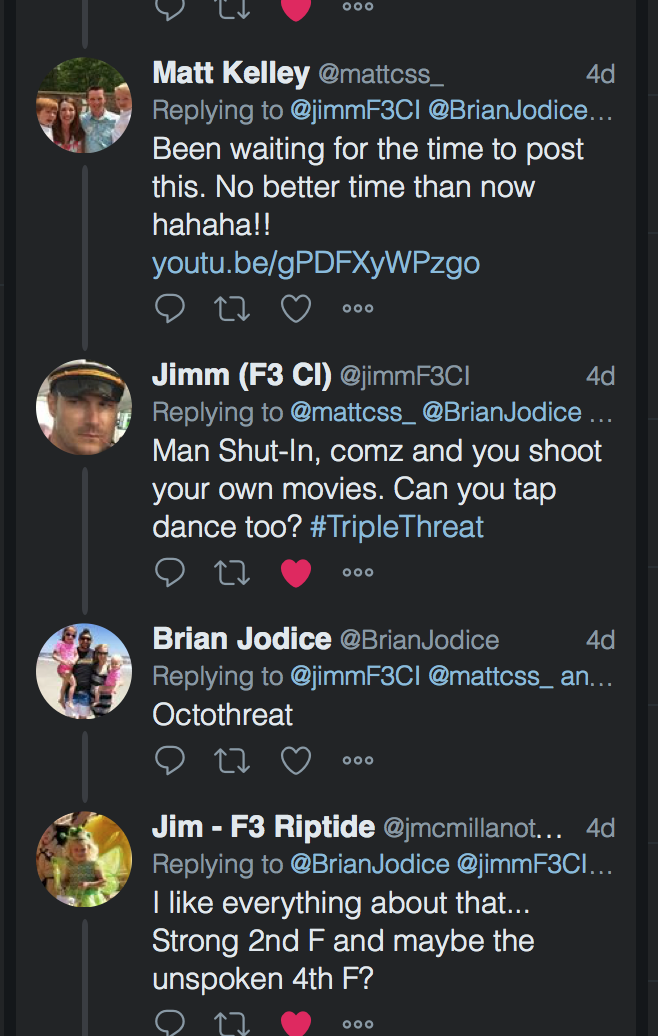 Matt Kelley @mattcss_ 4d
Replying to @jimmF3CI @BrianJodice...
Been waiting for the time to post
this. No better time than now
hahaha!!
youtu.be/gPDFXyWPzgo
Jimm (F3 CI) @jimmF3CI 4d
Replying to @mattcss_ @BrianJodice ...
Man Shut-In, comz and you shoot
your own movies. Can you tap
dance too? #TripleThreat
Brian Jodice @BrianJodice 4d
Replying to @jimmF3CI @mattcss_ an...
Octothreat
Jim - F3 Riptide @jmcmillanot... 4d
Replying to @BrianJodice @jimmF3CI...
I like everything about that...
Strong 2nd F and maybe the
unspoken 4th F?